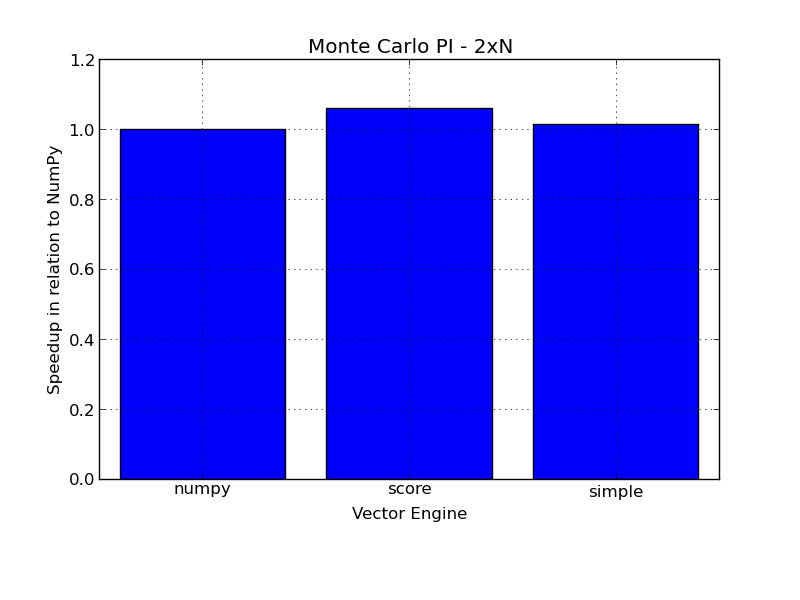 Monte Carlo PI - 2xN
1.2
1.0
0.8
0.6
0.4
0.2
0.0
Speedup in relation to NumPy
numpy score simple
Vector Engine